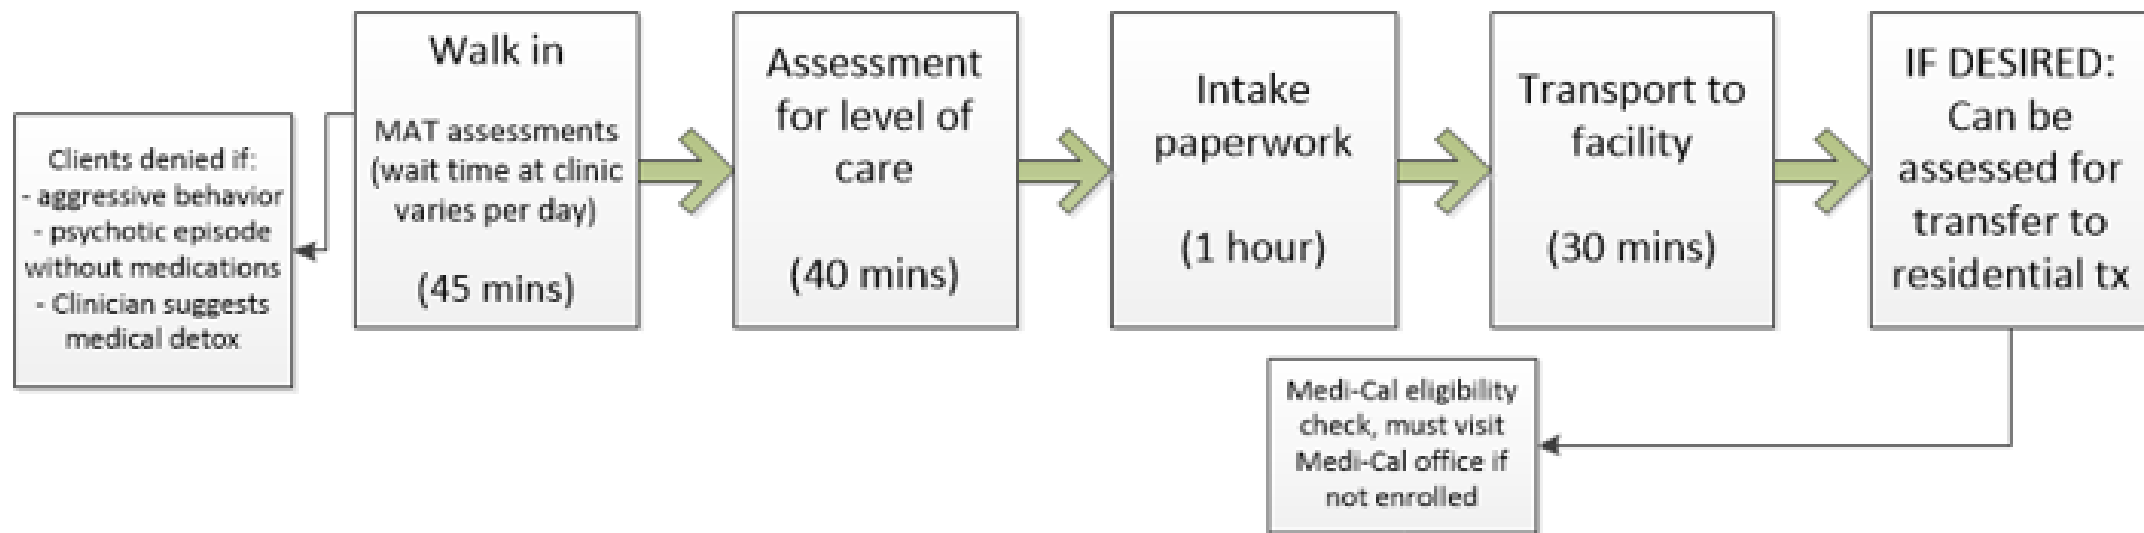 Clients denied if:
- aggressive behavior
- psychotic episode
without medications
- Clinician suggests
medical detox
Walk in
MAT assessments
(wait time at clinic
varies per day)
(45 mins)
Assessment
for level of
care
(40 mins)
Intake
paperwork
(1 hour)
Transport to
facility
(30 mins)
IF DESIRED:
Can be
assessed for
transfer to
residential tx
Medi-Cal eligibility
check, must visit
Medi-Cal office if
not enrolled